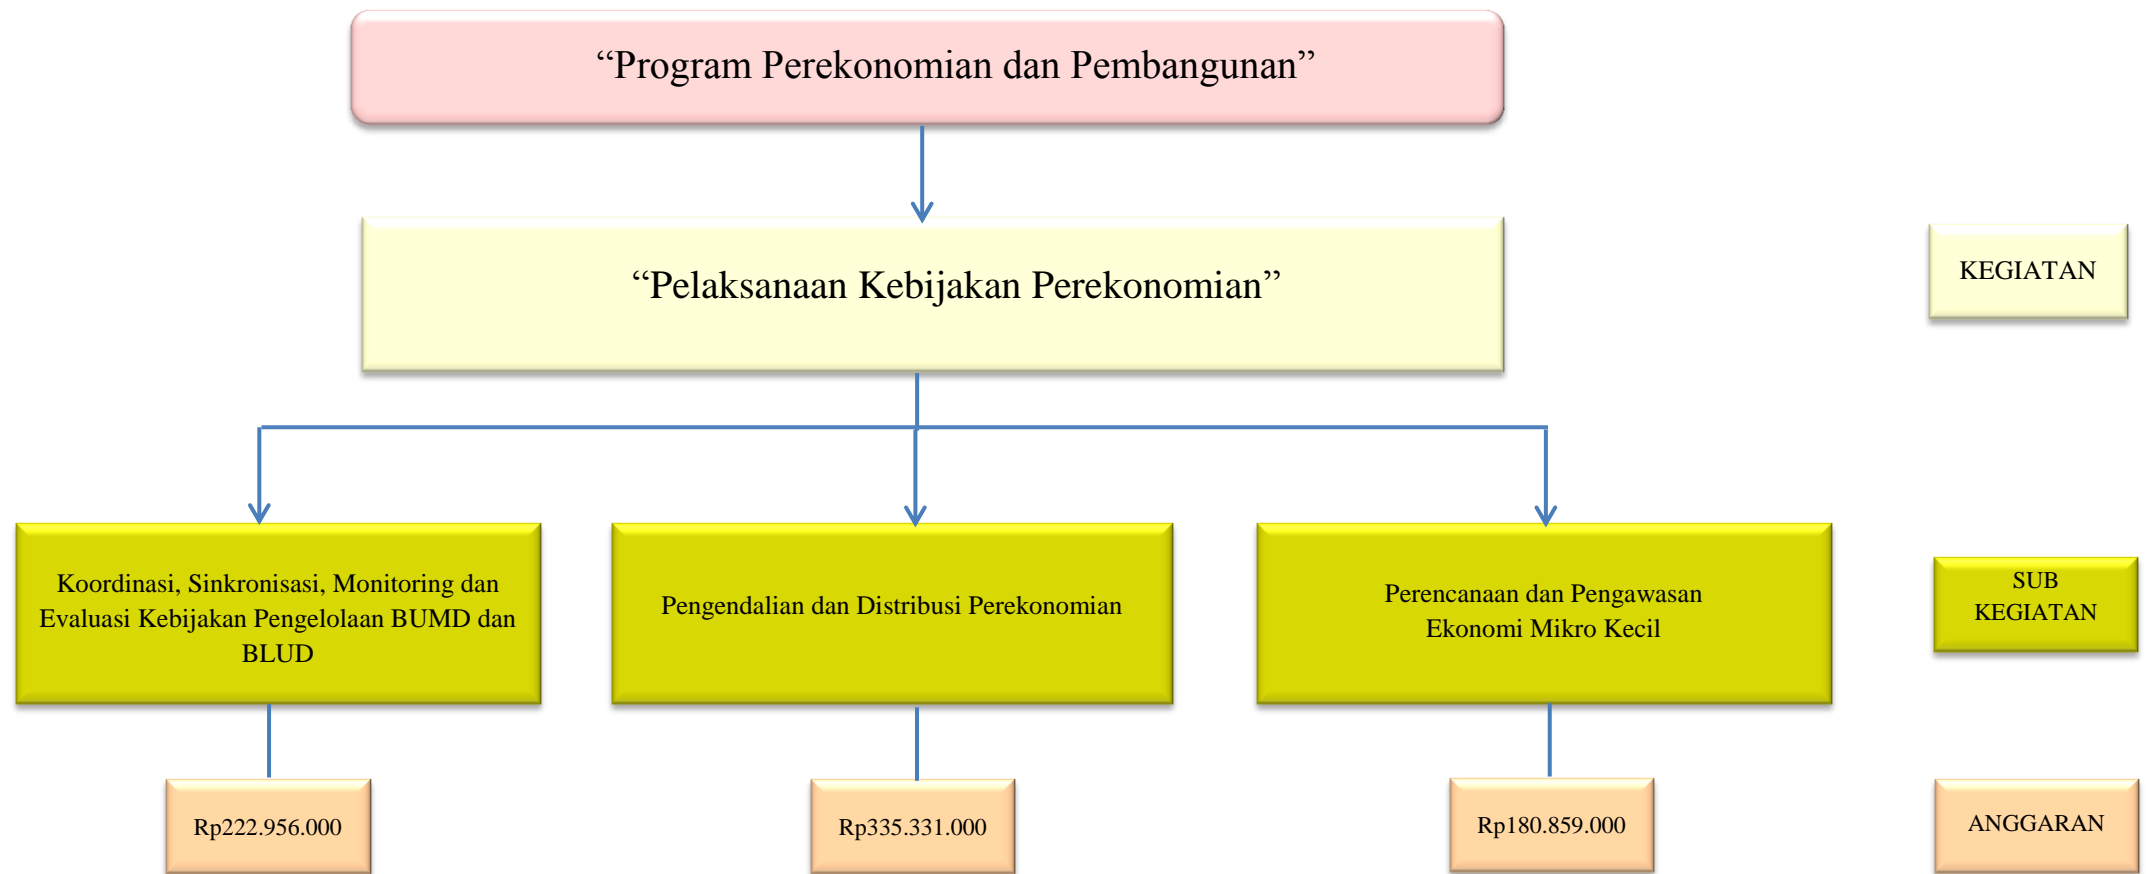 “Program Perekonomian dan Pembangunan”
“Pelaksanaan Kebijakan Perekonomian”
KEGIATAN
Koordinasi, Sinkronisasi, Monitoring dan
Evaluasi Kebijakan Pengelolaan BUMD dan
BLUD
Pengendalian dan Distribusi Perekonomian
Perencanaan dan Pengawasan
Ekonomi Mikro Kecil
SUB
KEGIATAN
Rp222.956.000
Rp335.331.000
Rp180.859.000
ANGGARAN